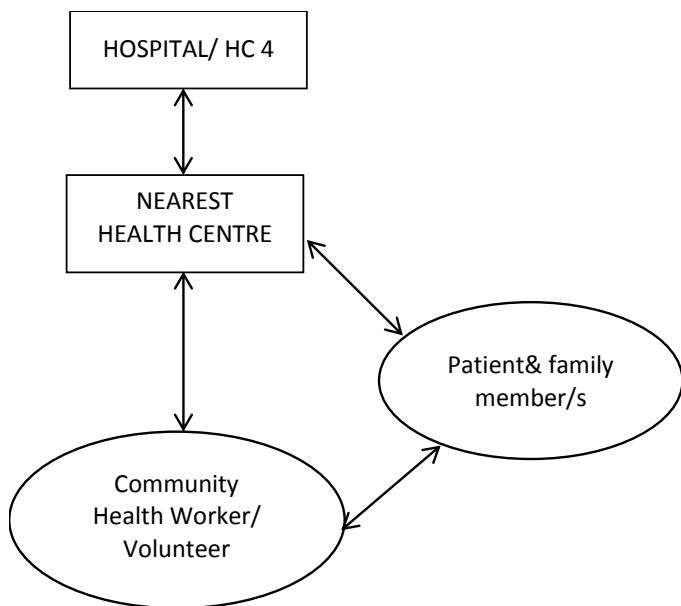 HOSPITAL/ HC 4
NEAREST
HEALTH CENTRE
Patient& family
member/s
Community
Health Worker/
Volunteer